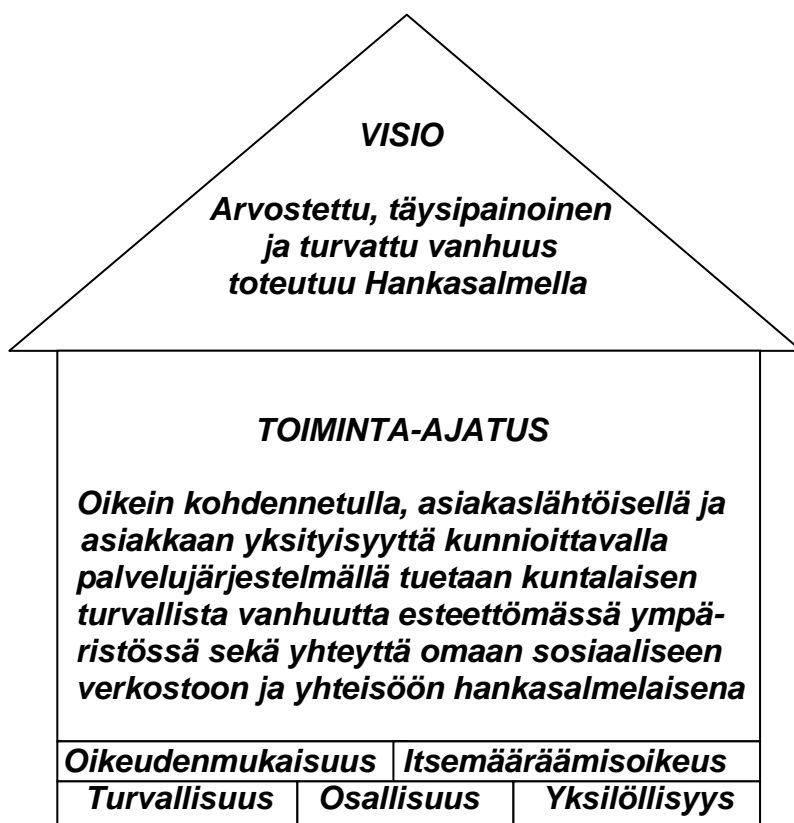 VISIO
Arvostettu, täysipainoinen
ja turvattu vanhuus
toteutuu Hankasalmella
TOIMINTA-AJATUS
Oikein kohdennetulla, asiakaslähtöisellä ja
asiakkaan yksityisyyttä kunnioittavalla
palvelujärjestelmällä tuetaan kuntalaisen
turvallista vanhuutta esteettömässä ympä-
ristössä sekä yhteyttä omaan sosiaaliseen
verkostoon ja yhteisöön hankasalmelaisena
Oikeudenmukaisuus Itsemääräämisoikeus
Turvallisuus Osallisuus Yksilöllisyys